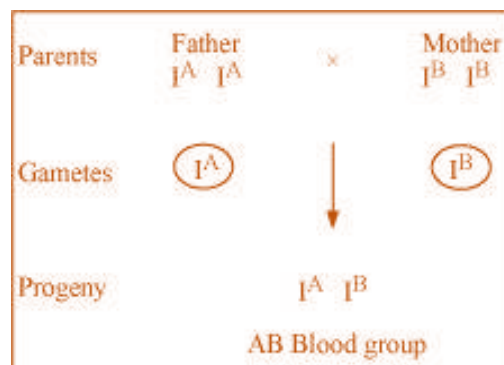 Parents Father × Mother
I^A I^A I^B I^B
Gametes I^A I^B
Progeny I^A I^B
AB Blood group